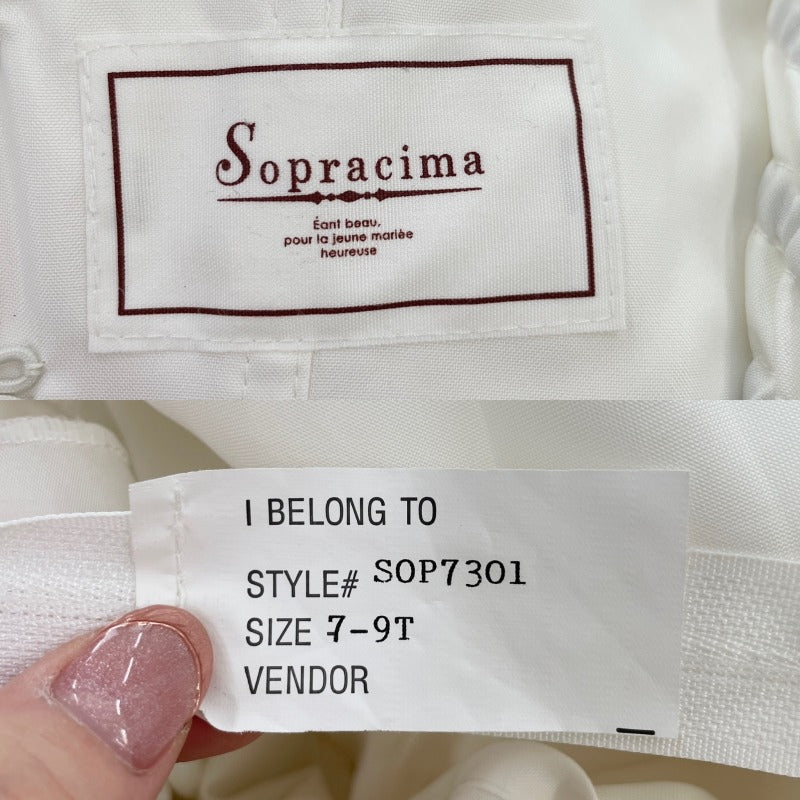 Sopracima
Éant beau,
pour la jeune mariée
heureuse
I BELONG TO
STYLE# SOP7301
SIZE 7-9T
VENDOR